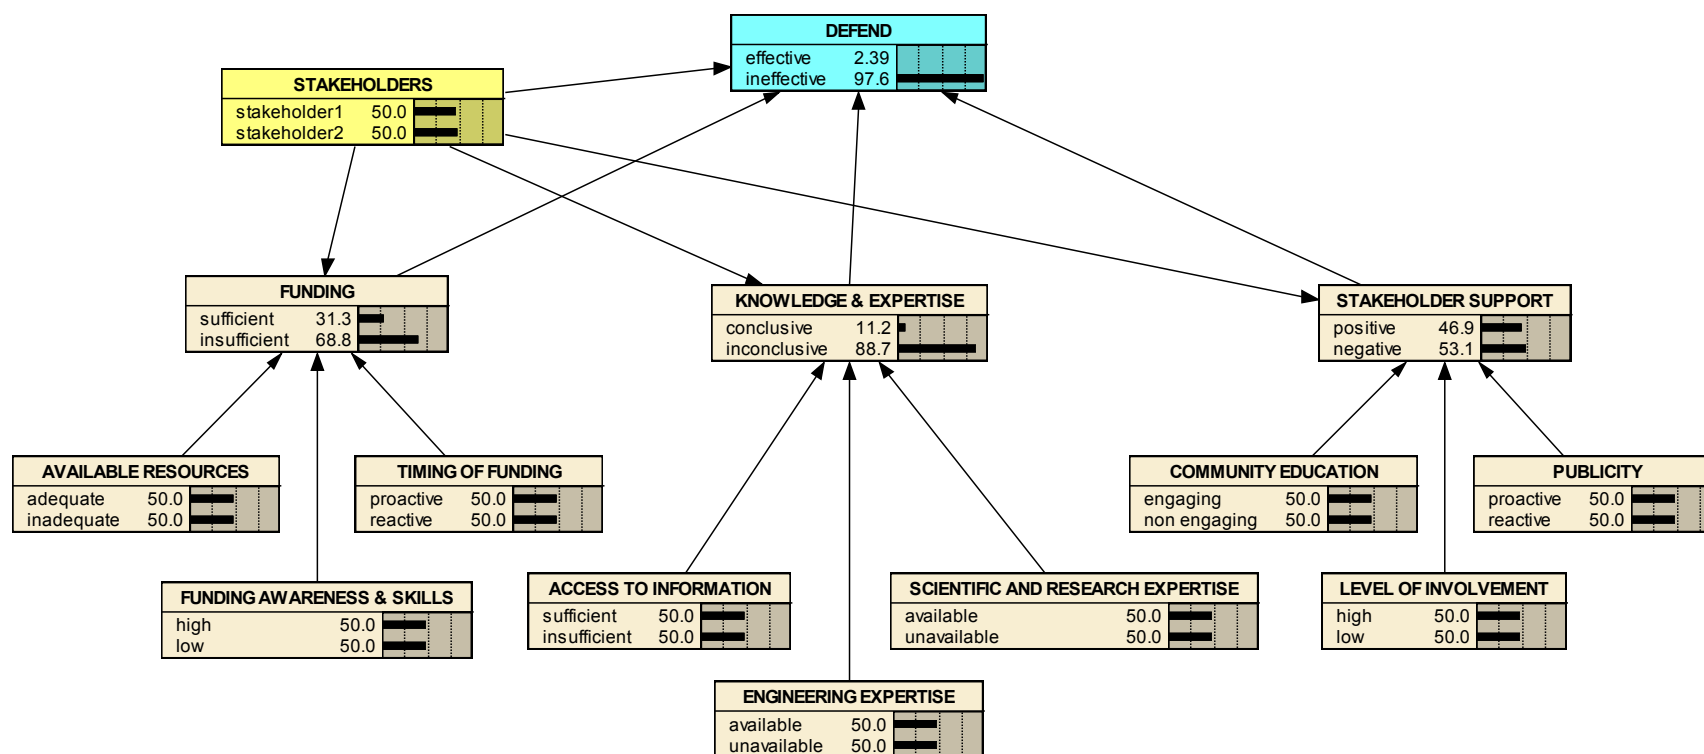 DEFEND
effective 2.39
ineffective 97.6
STAKEHOLDERS
stakeholder1 50.0
stakeholder2 50.0
FUNDING
sufficient 31.3
insufficient 68.8
KNOWLEDGE & EXPERTISE
conclusive 11.2
inconclusive 88.7
STAKEHOLDER SUPPORT
positive 46.9
negative 53.1
AVAILABLE RESOURCES
adequate 50.0
inadequate 50.0
TIMING OF FUNDING
proactive 50.0
reactive 50.0
COMMUNITY EDUCATION
engaging 50.0
non engaging 50.0
PUBLICITY
proactive 50.0
reactive 50.0
FUNDING AWARENESS & SKILLS
high 50.0
low 50.0
ACCESS TO INFORMATION
sufficient 50.0
insufficient 50.0
SCIENTIFIC AND RESEARCH EXPERTISE
available 50.0
unavailable 50.0
LEVEL OF INVOLVEMENT
high 50.0
low 50.0
ENGINEERING EXPERTISE
available 50.0
unavailable 50.0